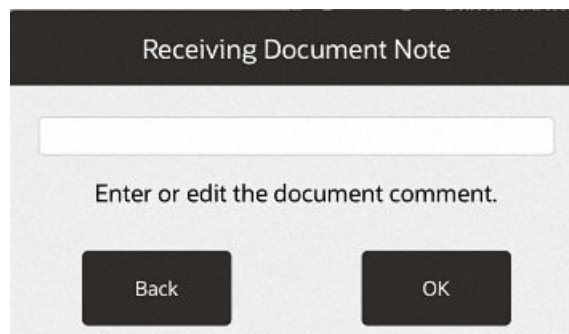 Receiving Document Note
Enter or edit the document comment.
Back
OK